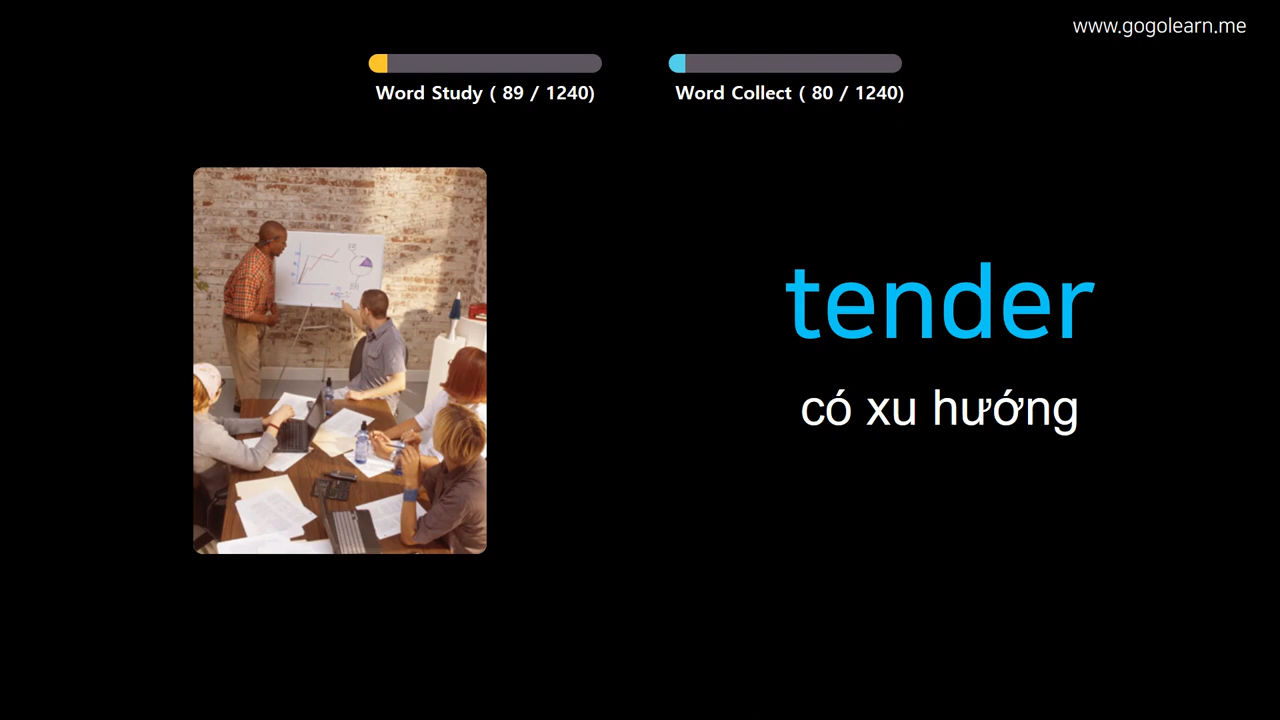 www.gogolearn.me
Word Study ( 89 / 1240)
Word Collect ( 80 / 1240)
tender
có xu hướng